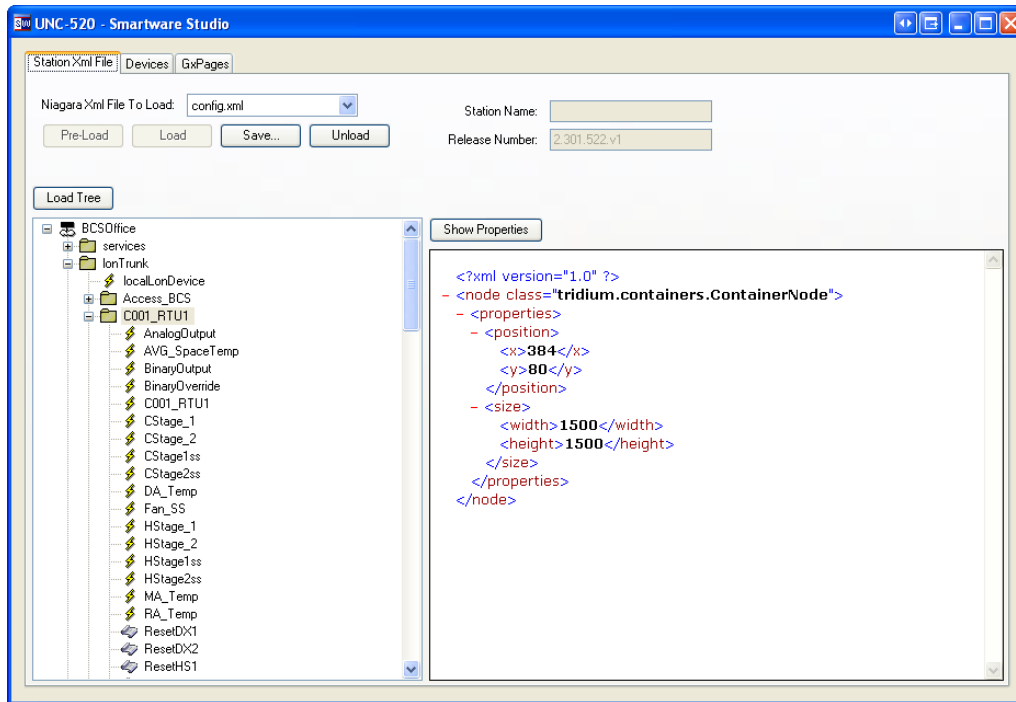 UNC-520 - Smartware Studio
Station Xml File Devices GxPages
Niagara Xml File To Load: config.xml
Station Name:
Pre-Load Load Save... Unload
Release Number: 2.301.522.v1
Load Tree
Show Properties
BCSOffice
services
lonTrunk
localLonDevice
Access_BCS
C001_RTU1
AnalogOutput
AVG_SpaceTemp
BinaryOutput
BinaryOverride
C001_RTU1
CStage_1
CStage_2
CStage1ss
CStage2ss
DA_Temp
Fan_SS
HStage_1
HStage_2
HStage1ss
HStage2ss
MA_Temp
RA_Temp
ResetDX1
ResetDX2
ResetHS1
<?xml version="1.0" ?>
- <node class="tridium.containers.ContainerNode">
- <properties>
- <position>
<x>384</x>
<y>80</y>
</position>
- <size>
<width>1500</width>
<height>1500</height>
</size>
</properties>
</node>